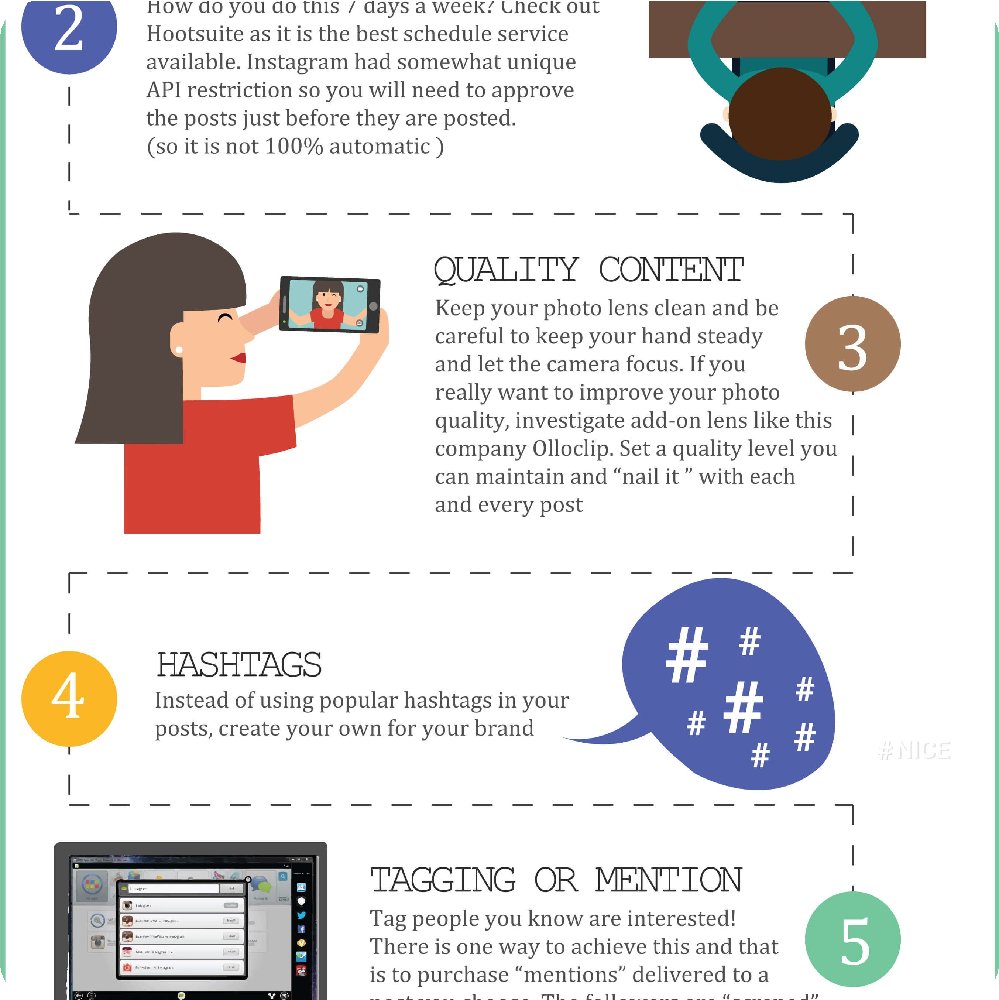 2
How do you do this 7 days a week? Check out
Hootsuite as it is the best schedule service
available. Instagram had somewhat unique
API restriction so you will need to approve
the posts just before they are posted.
(so it is not 100% automatic )
QUALITY CONTENT
Keep your photo lens clean and be
careful to keep your hand steady
and let the camera focus. If you
really want to improve your photo
quality, investigate add-on lens like this
company Olloclip. Set a quality level you
can maintain and “nail it ” with each
and every post
3
4
HASHTAGS
Instead of using popular hashtags in your
posts, create your own for your brand
# #
# #
# #
#
#NICE
TAGGING OR MENTION
Tag people you know are interested!
There is one way to achieve this and that
is to purchase “mentions” delivered to a
post you choose. The followers are “scraped”
5